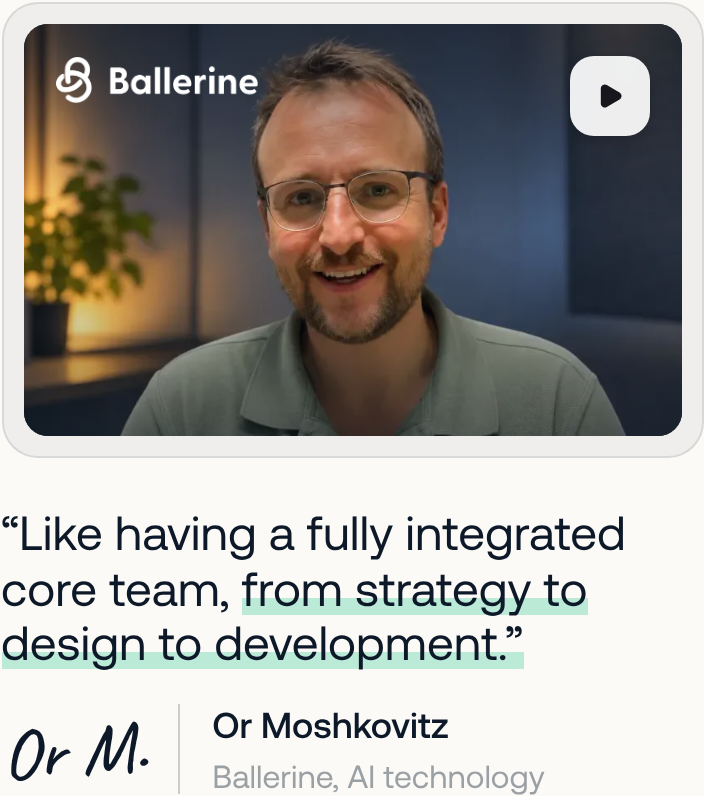 Ballerine
“Like having a fully integrated
core team, from strategy to
design to development.”
Or M.
Or Moshkovitz
Ballerine, AI technology